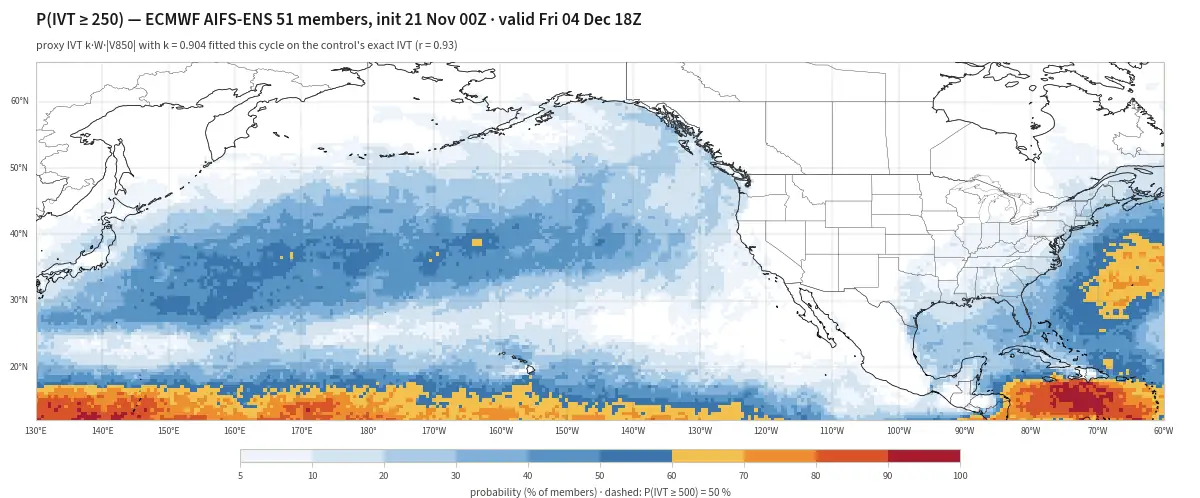 P(IVT ≥ 250) — ECMWF AIFS-ENS 51 members, init 21 Nov 00Z · valid Fri 04 Dec 18Z
proxy IVT k·W·|V850| with k = 0.904 fitted this cycle on the control's exact IVT (r = 0.93)
60°N
50°N
40°N
30°N
20°N
130°E 140°E 150°E 160°E 170°E 180° 170°W 160°W 150°W 140°W 130°W 120°W 110°W 100°W 90°W 80°W 70°W 60°W
5 10 20 30 40 50 60 70 80 90 100
probability (% of members) · dashed: P(IVT ≥ 500) = 50 %